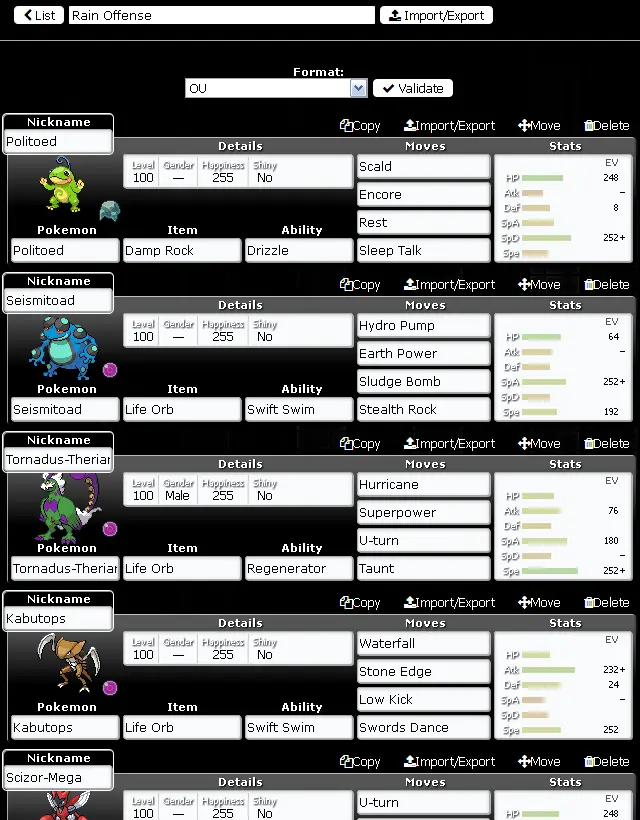 List Rain Offense Import/Export
Format:
OU Validate
Nickname Copy Import/Export Move Delete
Politoed Details Moves Stats
Level Gender Happiness Shiny Scald EV
100 — 255 No HP 248
Encore Atk –
Def 8
Rest SpA
Pokemon Item Ability SpD 252+
Politoed Damp Rock Drizzle Sleep Talk Spe
Nickname Copy Import/Export Move Delete
Seismitoad Details Moves Stats
Level Gender Happiness Shiny Hydro Pump EV
100 — 255 No HP 64
Earth Power Atk –
Def
Sludge Bomb SpA 252+
Pokemon Item Ability SpD
Seismitoad Life Orb Swift Swim Stealth Rock Spe 192
Nickname Copy Import/Export Move Delete
Tornadus-Therian Details Moves Stats
Level Gender Happiness Shiny Hurricane EV
100 Male 255 No HP
Superpower Atk 76
Def
U-turn SpA 180
Pokemon Item Ability SpD –
Tornadus-Therian Life Orb Regenerator Taunt Spe 252+
Nickname Copy Import/Export Move Delete
Kabutops Details Moves Stats
Level Gender Happiness Shiny Waterfall EV
100 — 255 No HP
Stone Edge Atk 232+
Def 24
Low Kick SpA –
Pokemon Item Ability SpD
Kabutops Life Orb Swift Swim Swords Dance Spe 252
Nickname Copy Import/Export Move Delete
Scizor-Mega Details Moves Stats
Level Gender Happiness Shiny U-turn EV
100 — 255 No HP 248